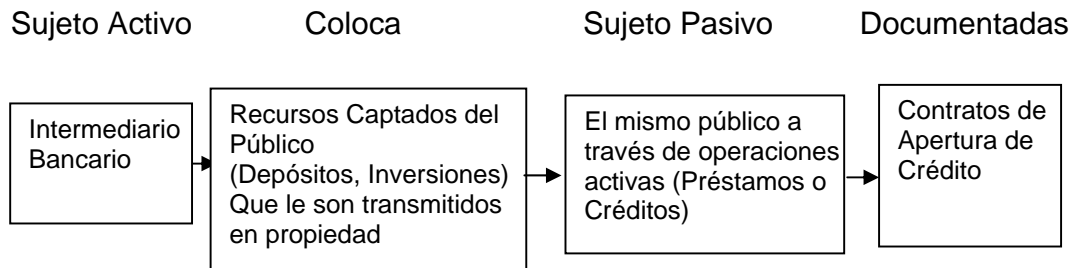 Sujeto Activo
Coloca
Sujeto Pasivo
Documentadas
Intermediario
Bancario
Recursos Captados del
Público
(Depósitos, Inversiones)
Que le son transmitidos
en propiedad
El mismo público a
través de operaciones
activas (Préstamos o
Créditos)
Contratos de
Apertura de
Crédito